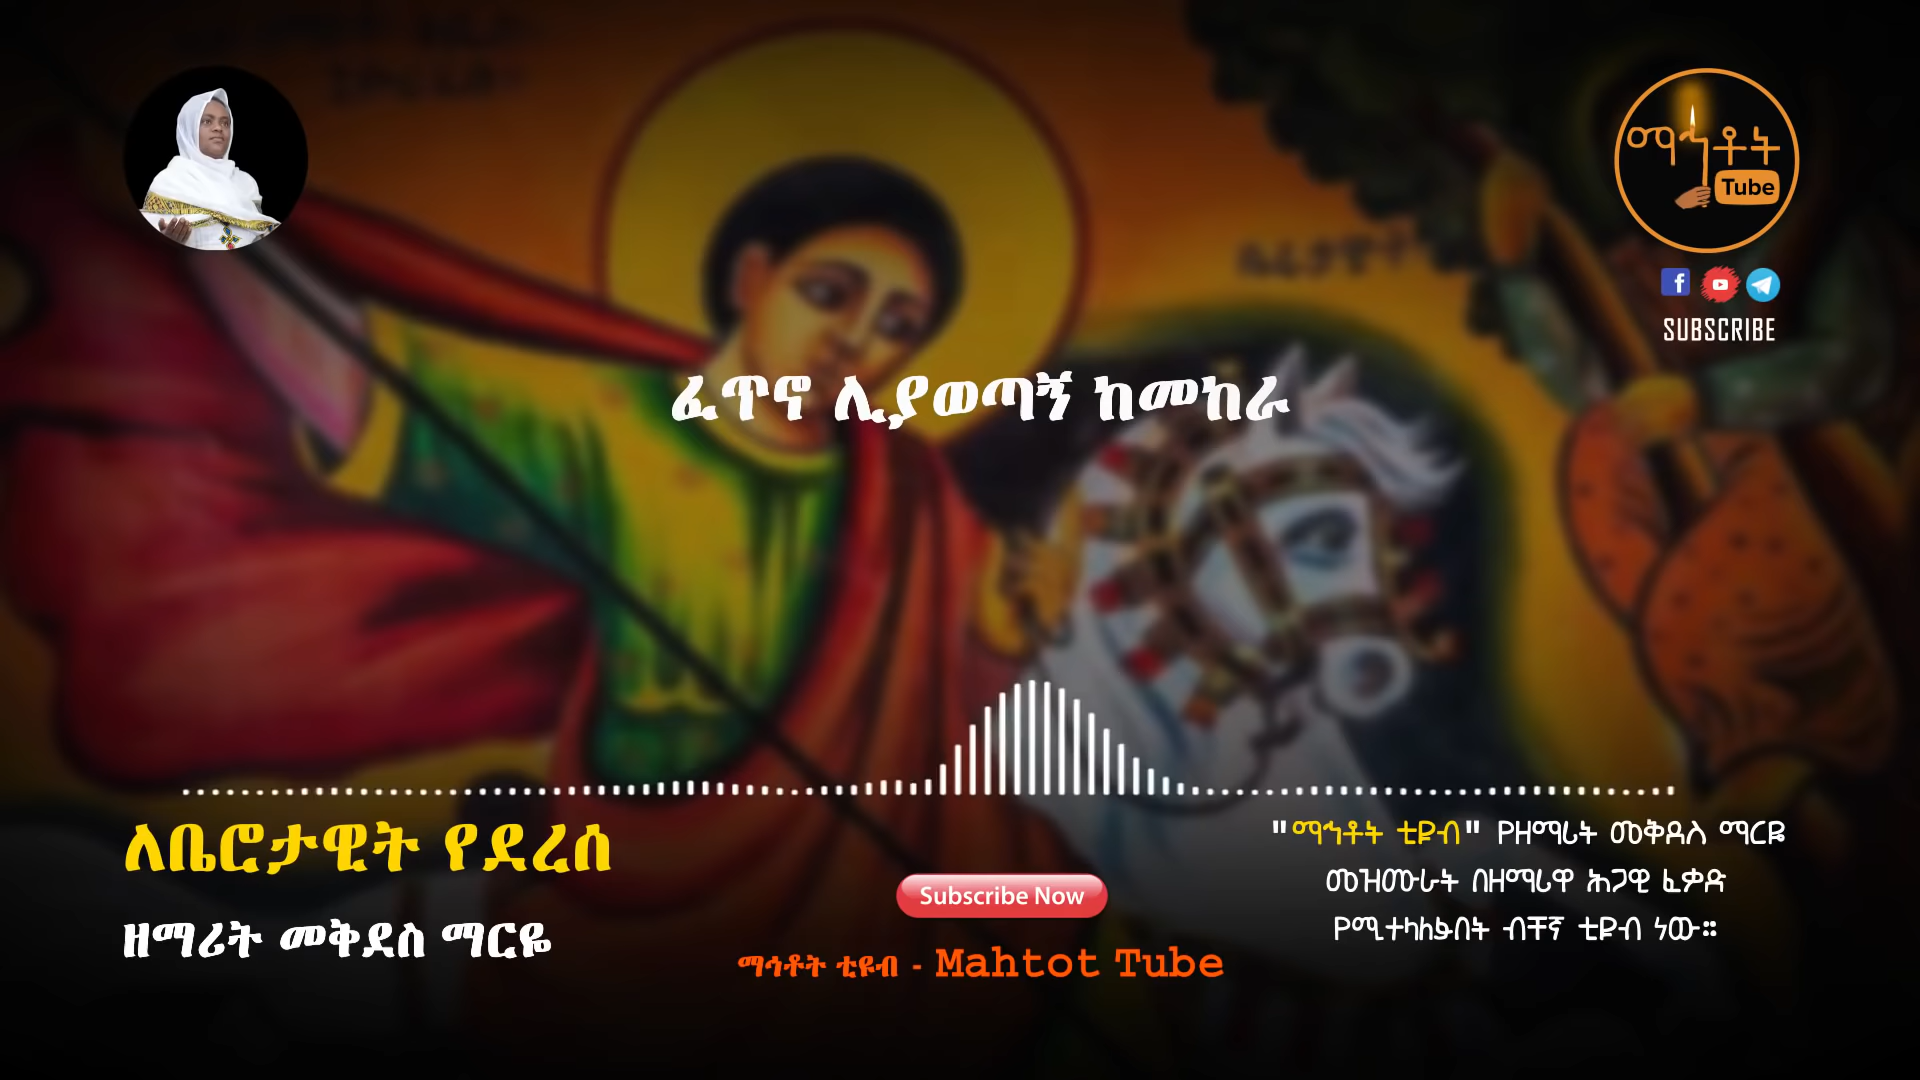 ማኅቶት
Tube
SUBSCRIBE
ፈጥኖ ሊያወጣኝ ከመከራ
ለቤሮታዊት የደረሰ
ዘማሪት መቅደስ ማርዬ
Subscribe Now
ማኅቶት ቲዩብ - Mahtot Tube
"ማኅቶት ቲዩብ" የዘማሪት መቅደስ ማርዬ
መዝሙራት በዘማሪዋ ሕጋዊ ፈቃድ
የሚተላለፉበት ብቸኛ ቲዩብ ነው።